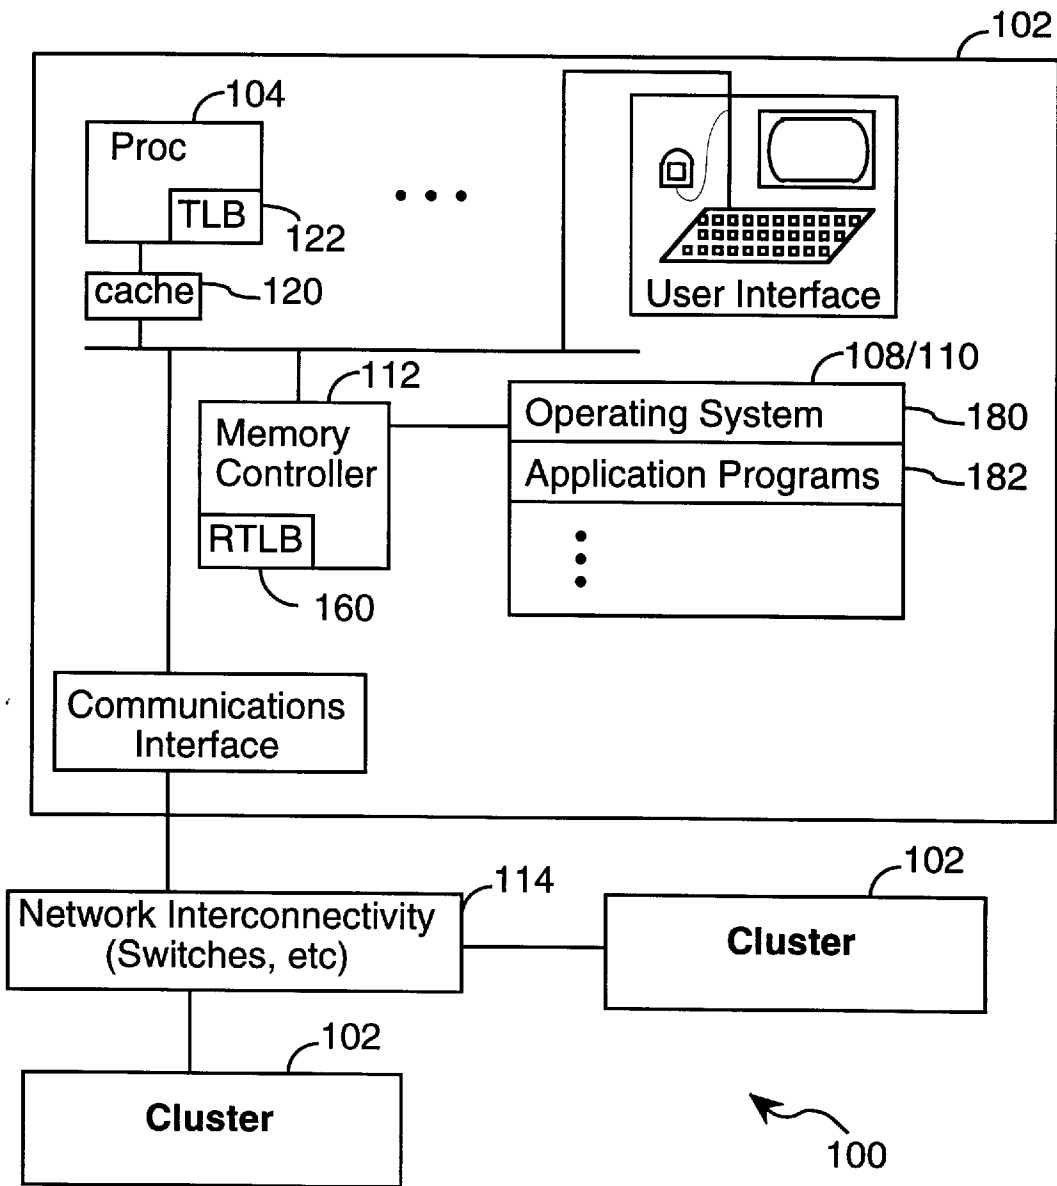 102
104
Proc
TLB
122
cache
120
User Interface
112
108/110
Memory
Controller
RTLB
160
Operating System
180
Application Programs
182
Communications
Interface
114
Network Interconnectivity
(Switches, etc)
102
Cluster
102
Cluster
100